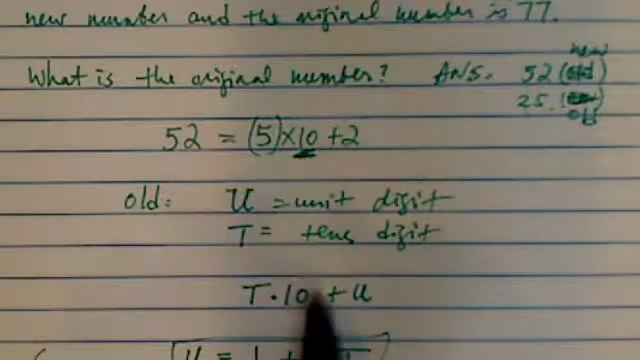 new number and the original number is 77.
What is the original number? ANS. 52 (new)
25. (old)
52 = (5)×10 + 2
old: U = unit digit
T = tens digit
T · 10 + U
U = 1 +